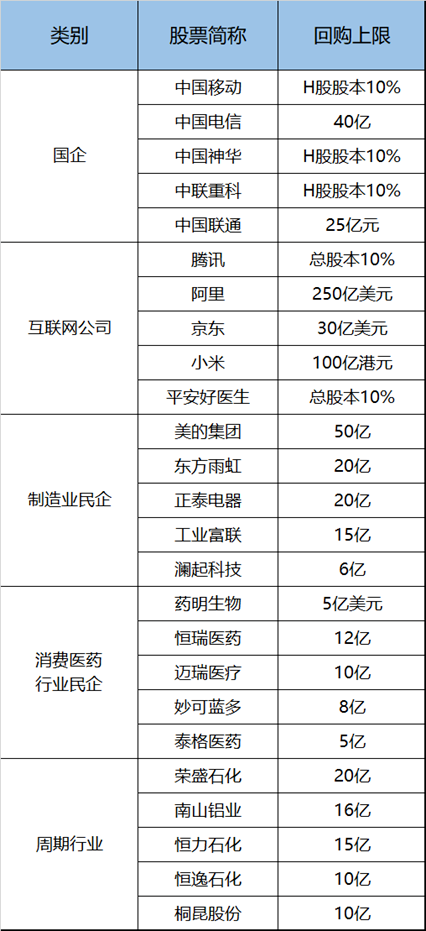 类别 股票简称 回购上限
国企
中国移动 H股股本10%
中国电信 40亿
中国神华 H股股本10%
中联重科 H股股本10%
中国联通 25亿元
互联网公司
腾讯 总股本10%
阿里 250亿美元
京东 30亿美元
小米 100亿港元
平安好医生 总股本10%
制造业民企
美的集团 50亿
东方雨虹 20亿
正泰电器 20亿
工业富联 15亿
澜起科技 6亿
消费医药
行业民企
药明生物 5亿美元
恒瑞医药 12亿
迈瑞医疗 10亿
妙可蓝多 8亿
泰格医药 5亿
周期行业
荣盛石化 20亿
南山铝业 16亿
恒力石化 15亿
恒逸石化 10亿
桐昆股份 10亿